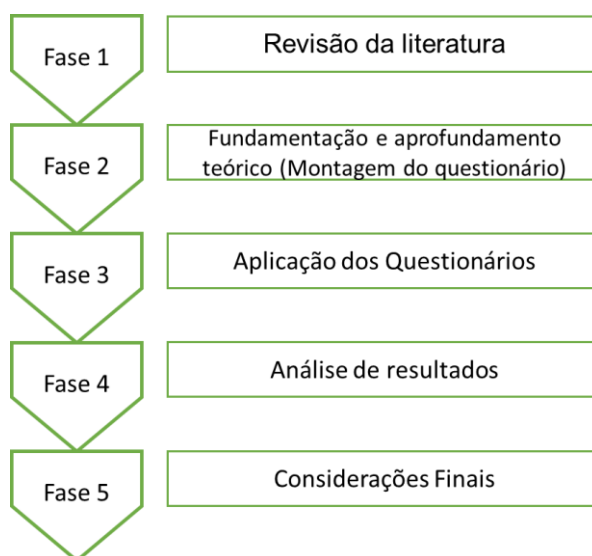 Fase 1
Revisão da literatura
Fase 2
Fundamentação e aprofundamento
teórico (Montagem do questionário)
Fase 3
Aplicação dos Questionários
Fase 4
Análise de resultados
Fase 5
Considerações Finais